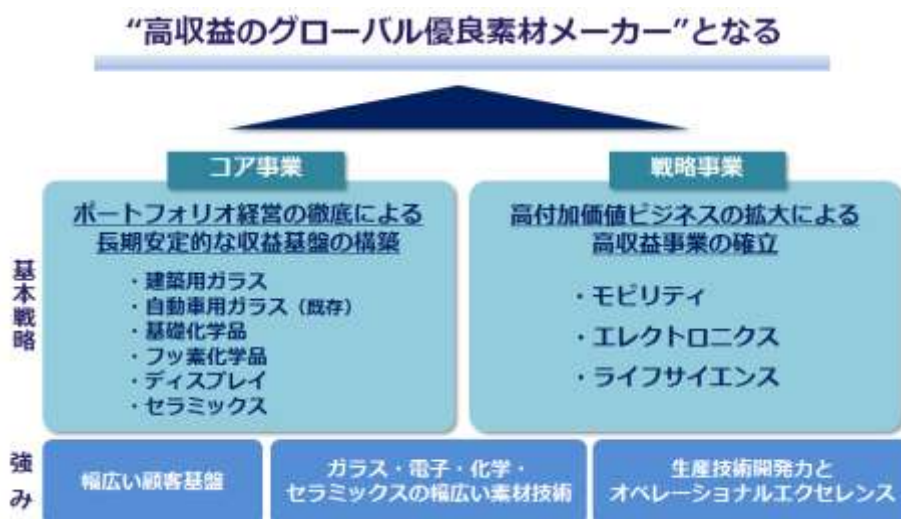 “高収益のグローバル優良素材メーカー”となる
コア事業
ポートフォリオ経営の徹底による
長期安定的な収益基盤の構築
・建築用ガラス
・自動車用ガラス（既存）
・基礎化学品
・フッ素化学品
・ディスプレイ
・セラミックス
戦略事業
高付加価値ビジネスの拡大による
高収益事業の確立
・モビリティ
・エレクトロニクス
・ライフサイエンス
基本戦略
強み
幅広い顧客基盤
ガラス・電子・化学・
セラミックスの幅広い素材技術
生産技術開発力と
オペレーショナルエクセレンス